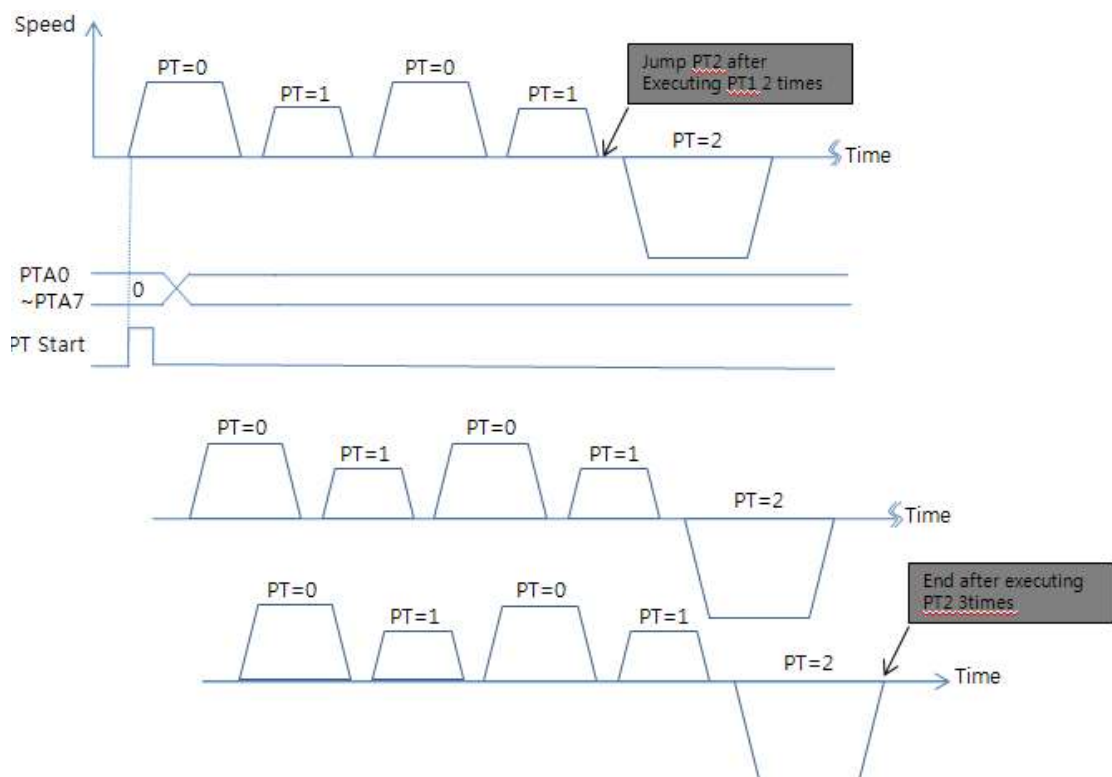 Speed
PT=0
PT=1
PT=0
PT=1
Jump PT2 after
Executing PT1 2 times
PT=2
Time
PTA0
~PTA7
0
PT Start
PT=0
PT=1
PT=0
PT=1
PT=2
Time
PT=0
PT=1
PT=0
PT=1
PT=2
End after executing
PT2 3times
Time